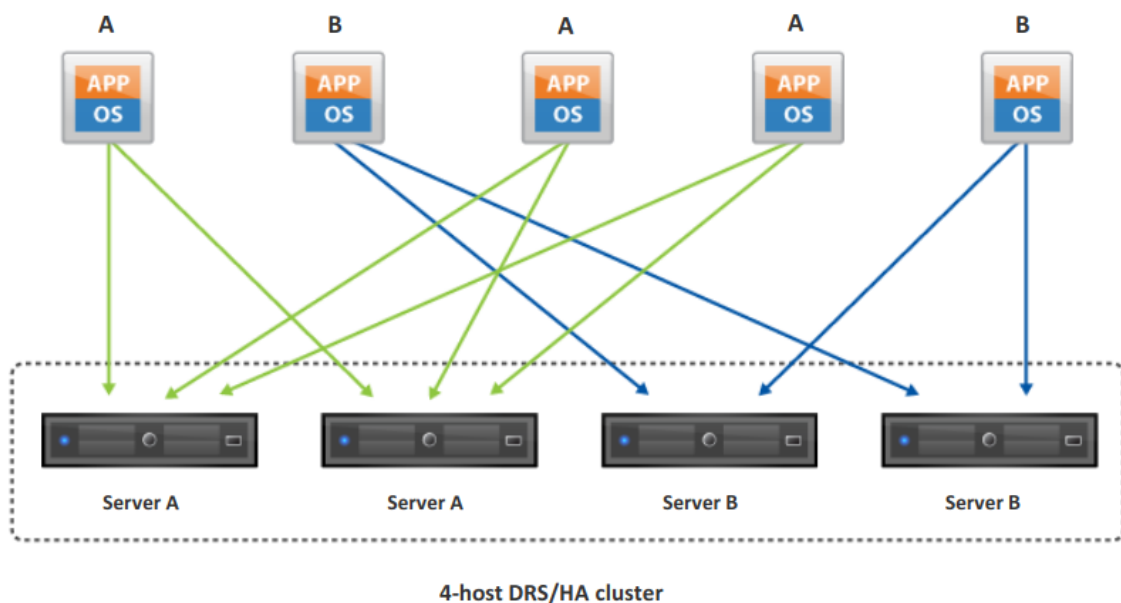 A B A A B
APP APP APP APP APP
OS OS OS OS OS
Server A Server A Server B Server B
4-host DRS/HA cluster